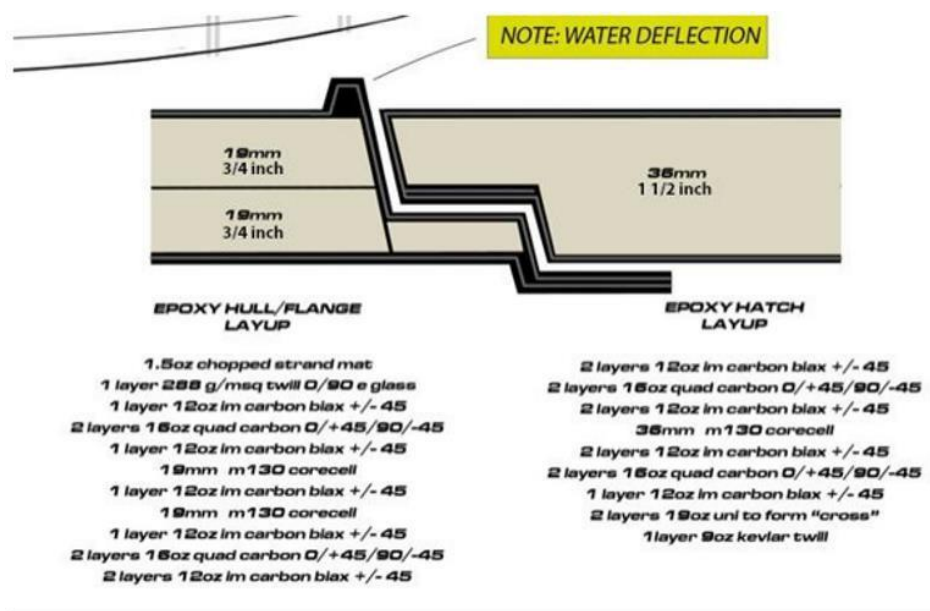 NOTE: WATER DEFLECTION
19mm
3/4 inch
19mm
3/4 inch
36mm
1 1/2 inch
EPOXY HULL/FLANGE
LAYUP
1.5oz chopped strand mat
1 layer 288 g/msq twill 0/90 e glass
1 layer 12oz im carbon biax +/- 45
2 layers 16oz quad carbon 0/+45/90/-45
1 layer 12oz im carbon biax +/- 45
19mm m130 corecell
1 layer 12oz im carbon biax +/- 45
19mm m130 corecell
1 layer 12oz im carbon biax +/- 45
2 layers 16oz quad carbon 0/+45/90/-45
2 layers 12oz im carbon biax +/- 45
EPOXY HATCH
LAYUP
2 layers 12oz im carbon biax +/- 45
2 layers 16oz quad carbon 0/+45/90/-45
2 layers 12oz im carbon biax +/- 45
36mm m130 corecell
2 layers 12oz im carbon biax +/- 45
2 layers 16oz quad carbon 0/+45/90/-45
1 layer 12oz im carbon biax +/- 45
2 layers 19oz uni to form “cross”
1layer 9oz kevlar twill